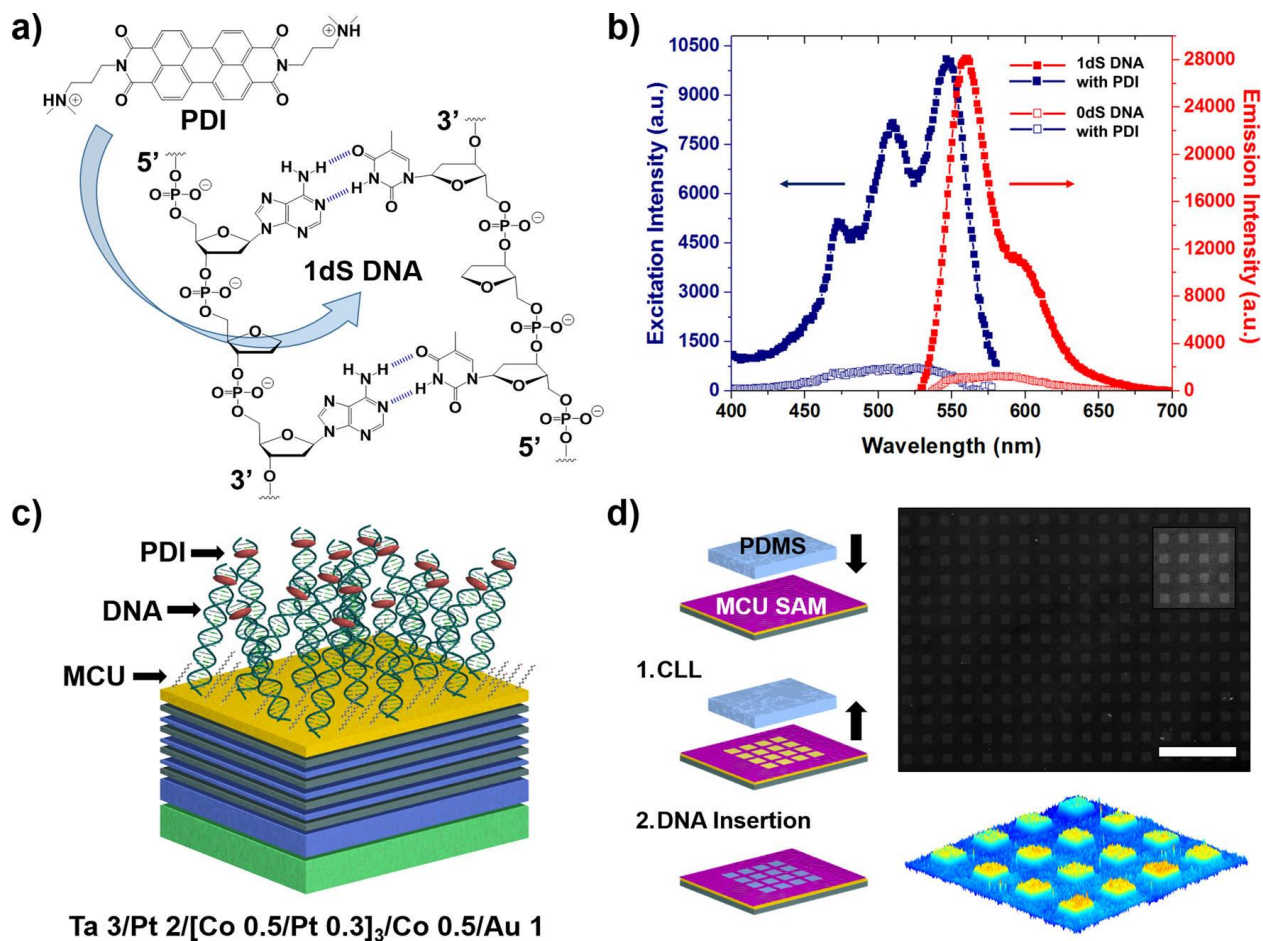 a)
PDI
NH
⊕
O
N
O
O
N
O
HN
⊕
PDI
5'
3'
1dS DNA
3'
5'
b)
10500
9000
7500
6000
4500
3000
1500
0
Excitation Intensity (a.u.)
1dS DNA
with PDI
0dS DNA
with PDI
28000
24000
20000
16000
12000
8000
4000
0
Emission Intensity (a.u.)
400 450 500 550 600 650 700
Wavelength (nm)
c)
PDI
DNA
MCU
Ta 3/Pt 2/[Co 0.5/Pt 0.3]₃/Co 0.5/Au 1
d)
PDMS
MCU SAM
1.CLL
2.DNA Insertion